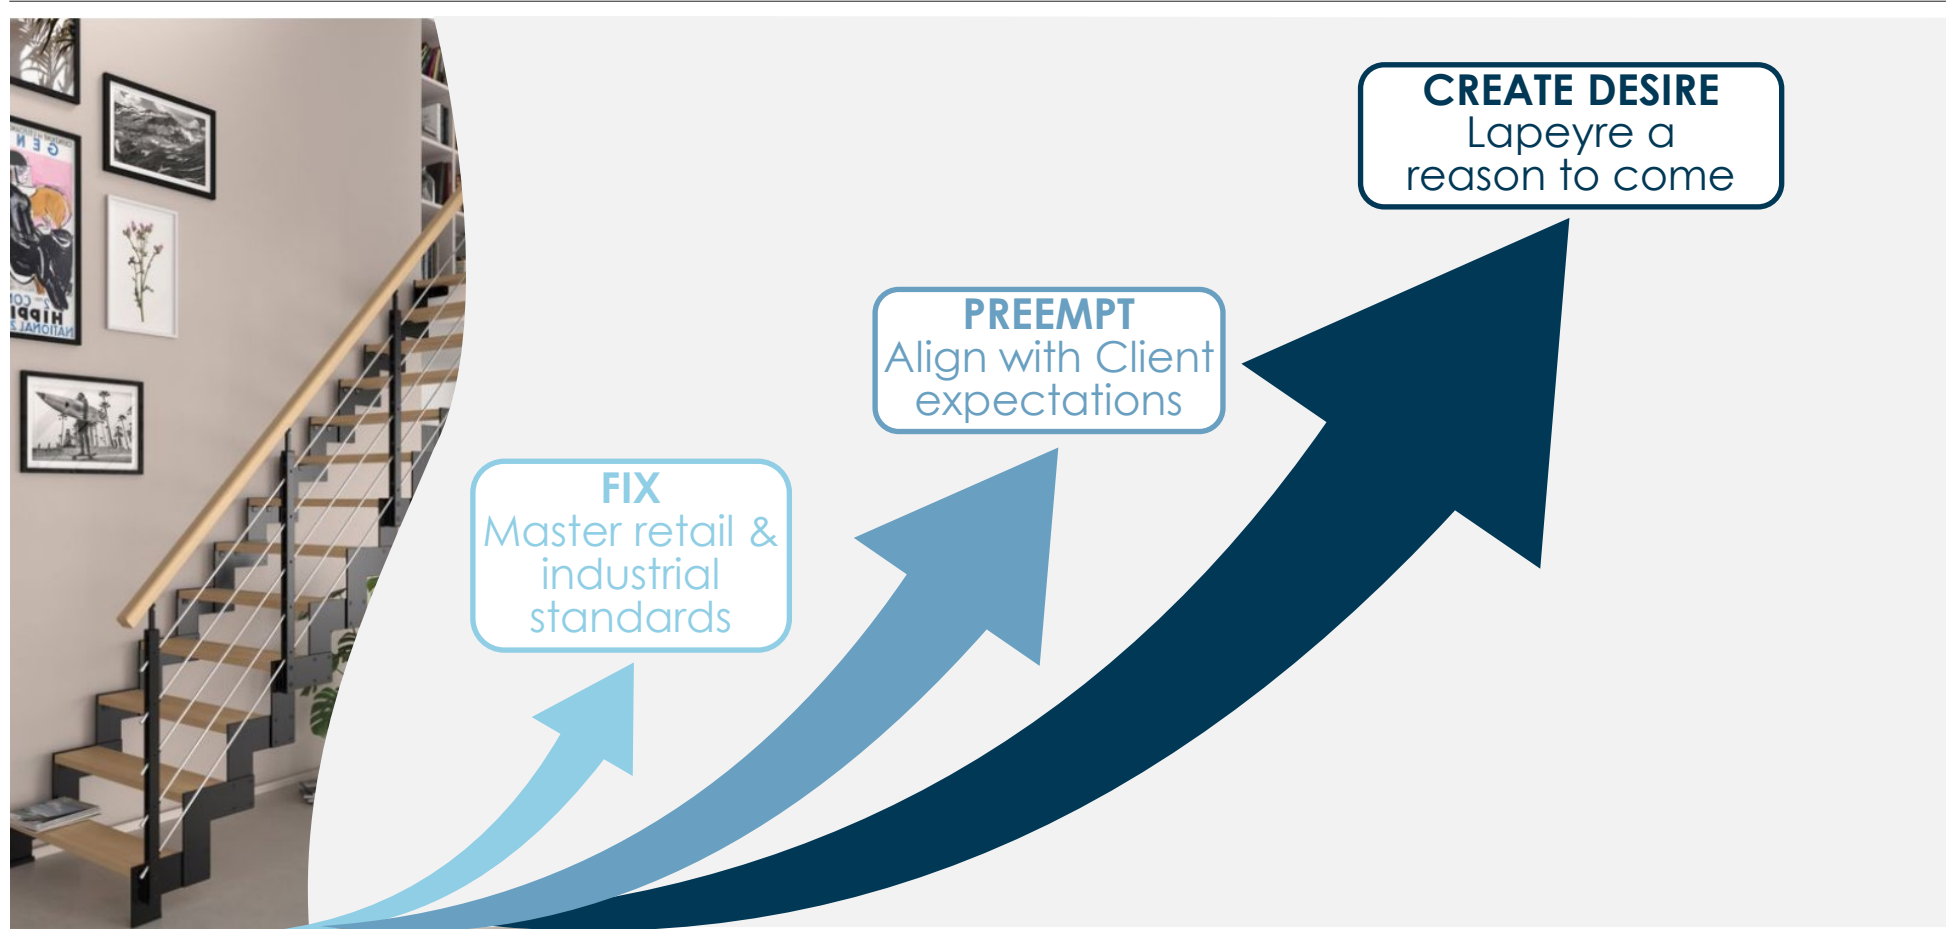 CREATE DESIRE
Lapeyre a
reason to come
PREEMPT
Align with Client
expectations
FIX
Master retail &
industrial
standards